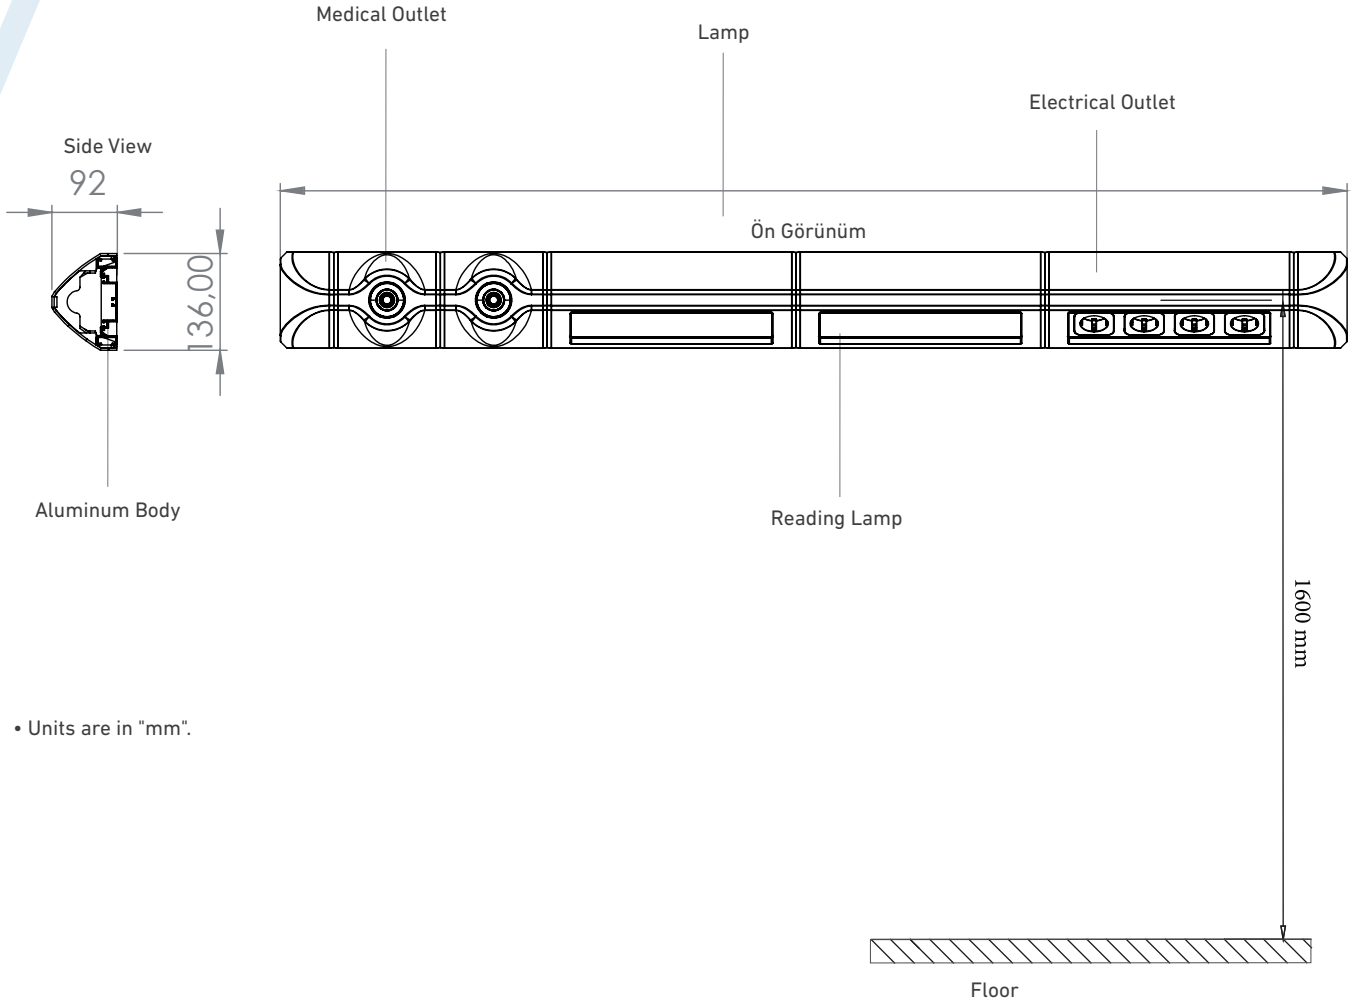 Medical Outlet
Lamp
Electrical Outlet
Side View
92
Ön Görünüm
136,00
Aluminum Body
Reading Lamp
1600 mm
• Units are in "mm".
Floor